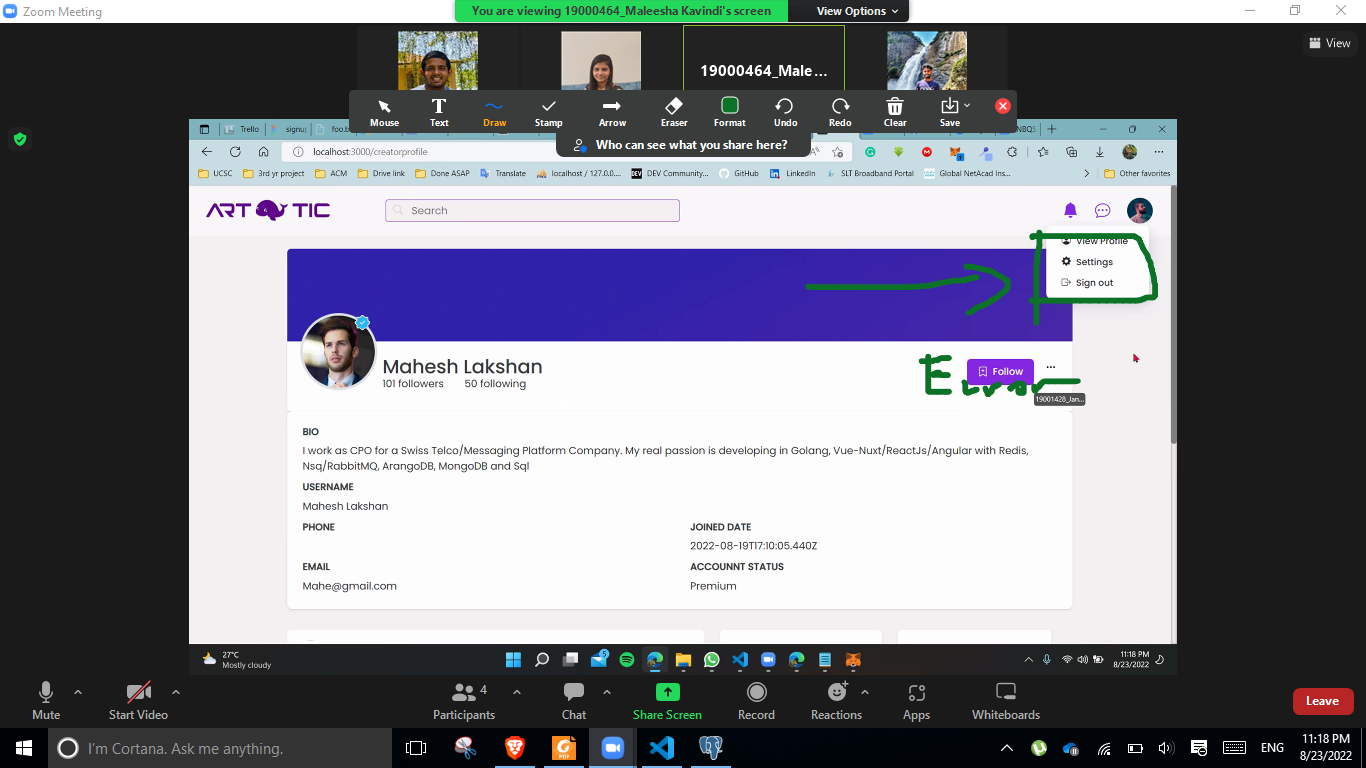 Zoom Meeting
You are viewing 19000464_Maleesha Kavindi's screen
View Options
View
19000464_Male...
Mouse
Text
Draw
Stamp
Arrow
Eraser
Format
Undo
Redo
Clear
Save
Who can see what you share here?
Trello
signu
foo.b
NBQ:
localhost:3000/creatorprofile
UCSC
3rd yr project
ACM
Drive link
Done ASAP
Translate
localhost / 127.0.0....
DEV Community...
GitHub
LinkedIn
SLT Broadband Portal
Global NetAcad Ins...
Other favorites
ART TIC
Search
View Profile
Settings
Sign out
Mahesh Lakshan
101 followers 50 following
Error
Follow
19001428_Jan...
BIO
I work as CPO for a Swiss Telco/Messaging Platform Company. My real passion is developing in Golang, Vue-Nuxt/ReactJs/Angular with Redis,
Nsq/RabbitMQ, ArangoDB, MongoDB and Sql
USERNAME
Mahesh Lakshan
PHONE
JOINED DATE
2022-08-19T17:10:05.440Z
EMAIL
ACCOUNNT STATUS
Mahe@gmail.com
Premium
27°C
Mostly cloudy
5
11:18 PM
8/23/2022
Mute
Start Video
Participants
4
Chat
Share Screen
Record
Reactions
Apps
Whiteboards
Leave
I'm Cortana. Ask me anything.
PDF
ENG
11:18 PM
8/23/2022